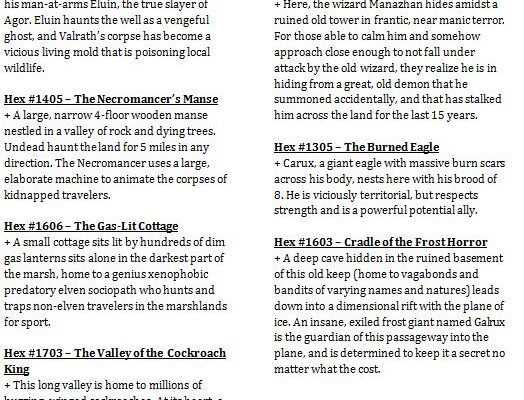 his man-at-arms Eluin, the true slayer of
Agor. Eluin haunts the well as a vengeful
ghost, and Valrath's corpse has become a
vicious living mold that is poisoning local
wildlife.
Hex #1405 – The Necromancer's Manse
+ A large, narrow 4-floor wooden manse
nestled in a valley of rock and dying trees.
Undead haunt the land for 5 miles in any
direction. The Necromancer uses a large,
elaborate machine to animate the corpses of
kidnapped travelers.
Hex #1606 – The Gas-Lit Cottage
+ A small cottage sits lit by hundreds of dim
gas lanterns sits alone in the darkest part of
the marsh, home to a genius xenophobic
predatory elven sociopath who hunts and
traps non-elven travelers in the marshlands
for sport.
Hex #1703 – The Valley of the Cockroach
King
+ This long valley is home to millions of
+ Here, the wizard Manazhan hides amidst a
ruined old tower in frantic, near manic terror.
For those able to calm him and somehow
approach close enough to not fall under
attack by the old wizard, they realize he is in
hiding from a great, old demon that he
summoned accidentally, and that has stalked
him across the land for the last 15 years.
Hex #1305 – The Burned Eagle
+ Carux, a giant eagle with massive burn scars
across his body, nests here with his brood of
8. He is viciously territorial, but respects
strength and is a powerful potential ally.
Hex #1603 – Cradle of the Frost Horror
+ A deep cave hidden in the ruined basement
of this old keep (home to vagabonds and
bandits of varying names and natures) leads
down into a dimensional rift with the plane of
ice. An insane, exiled frost giant named Galrux
is the guardian of this passageway into the
plane, and is determined to keep it a secret no
matter what the cost.